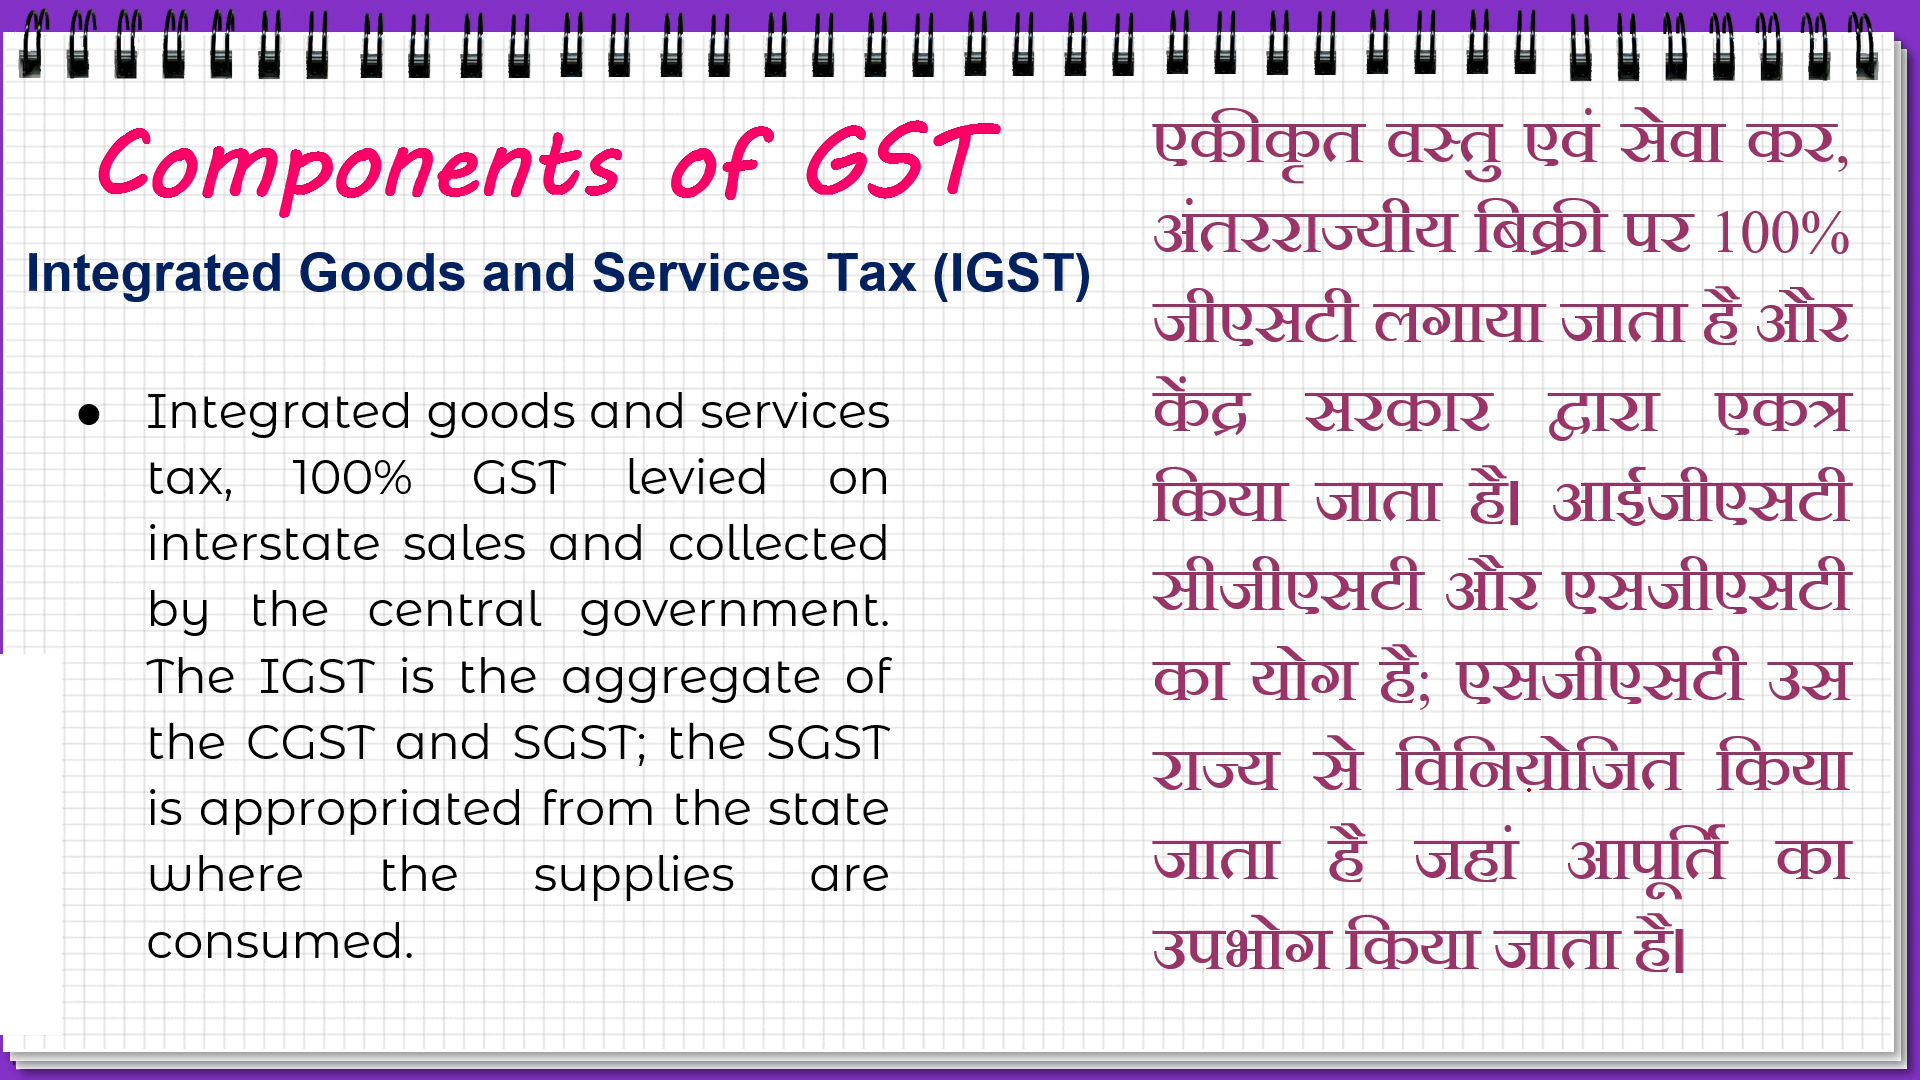 Components of GST
Integrated Goods and Services Tax (IGST)
● Integrated goods and services
tax, 100% GST levied on
interstate sales and collected
by the central government.
The IGST is the aggregate of
the CGST and SGST; the SGST
is appropriated from the state
where the supplies are
consumed.
एकीकृत वस्तु एवं सेवा कर,
अंतरराज्यीय बिक्री पर 100%
जीएसटी लगाया जाता है और
केंद्र सरकार द्वारा एकत्र
किया जाता है। आईजीएसटी
सीजीएसटी और एसजीएसटी
का योग है; एसजीएसटी उस
राज्य से विनियोजित किया
जाता है जहां आपूर्ति का
उपभोग किया जाता है।